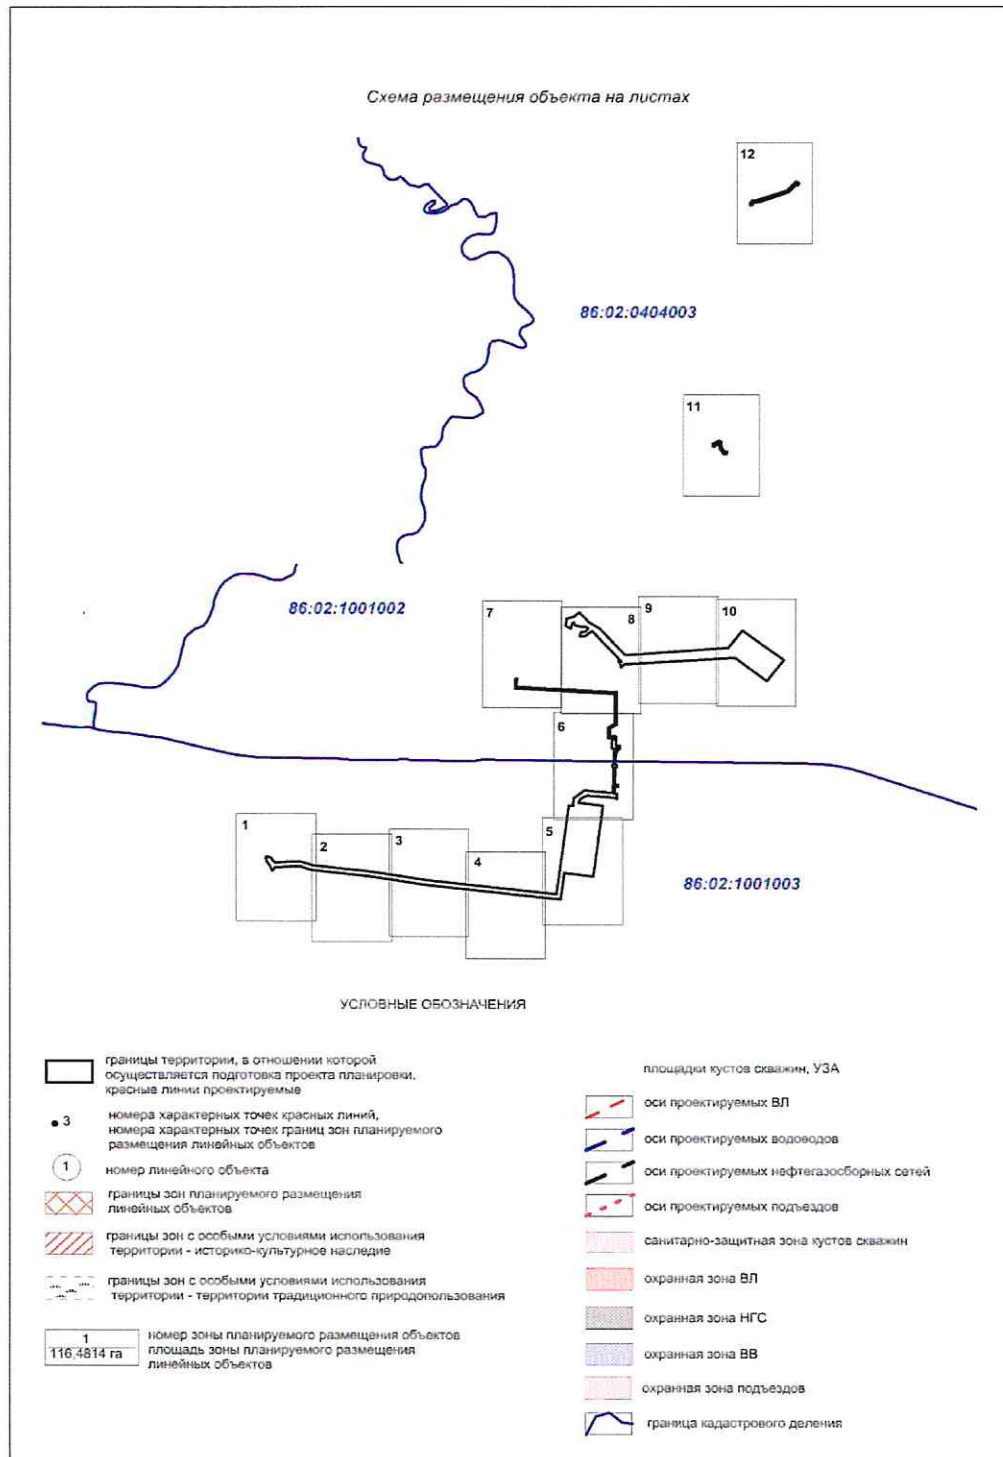 Схема размещения объекта на листах
12
86:02:0404003
11
86:02:1001002
7
8
9
10
6
1
2
3
4
5
86:02:1001003
УСЛОВНЫЕ ОБОЗНАЧЕНИЯ
границы территории, в отношении которой
осуществляется подготовка проекта планировки,
красные линии проектируемые
3
номера характерных точек красных линий,
номера характерных точек границ зон планируемого
размещения линейных объектов
1
номер линейного объекта
границы зон планируемого размещения
линейных объектов
границы зон с особыми условиями использования
территории - историко-культурное наследие
границы зон с особыми условиями использования
территории - территории традиционного природопользования
1
116,4814 га
номер зоны планируемого размещения объектов
площадь зоны планируемого размещения
линейных объектов
площадки кустов скважин, УЗА
оси проектируемых ВЛ
оси проектируемых водоводов
оси проектируемых нефтегазосборных сетей
оси проектируемых подъездов
санитарно-защитная зона кустов скважин
охранная зона ВЛ
охранная зона НГС
охранная зона ВВ
охранная зона подъездов
граница кадастрового деления